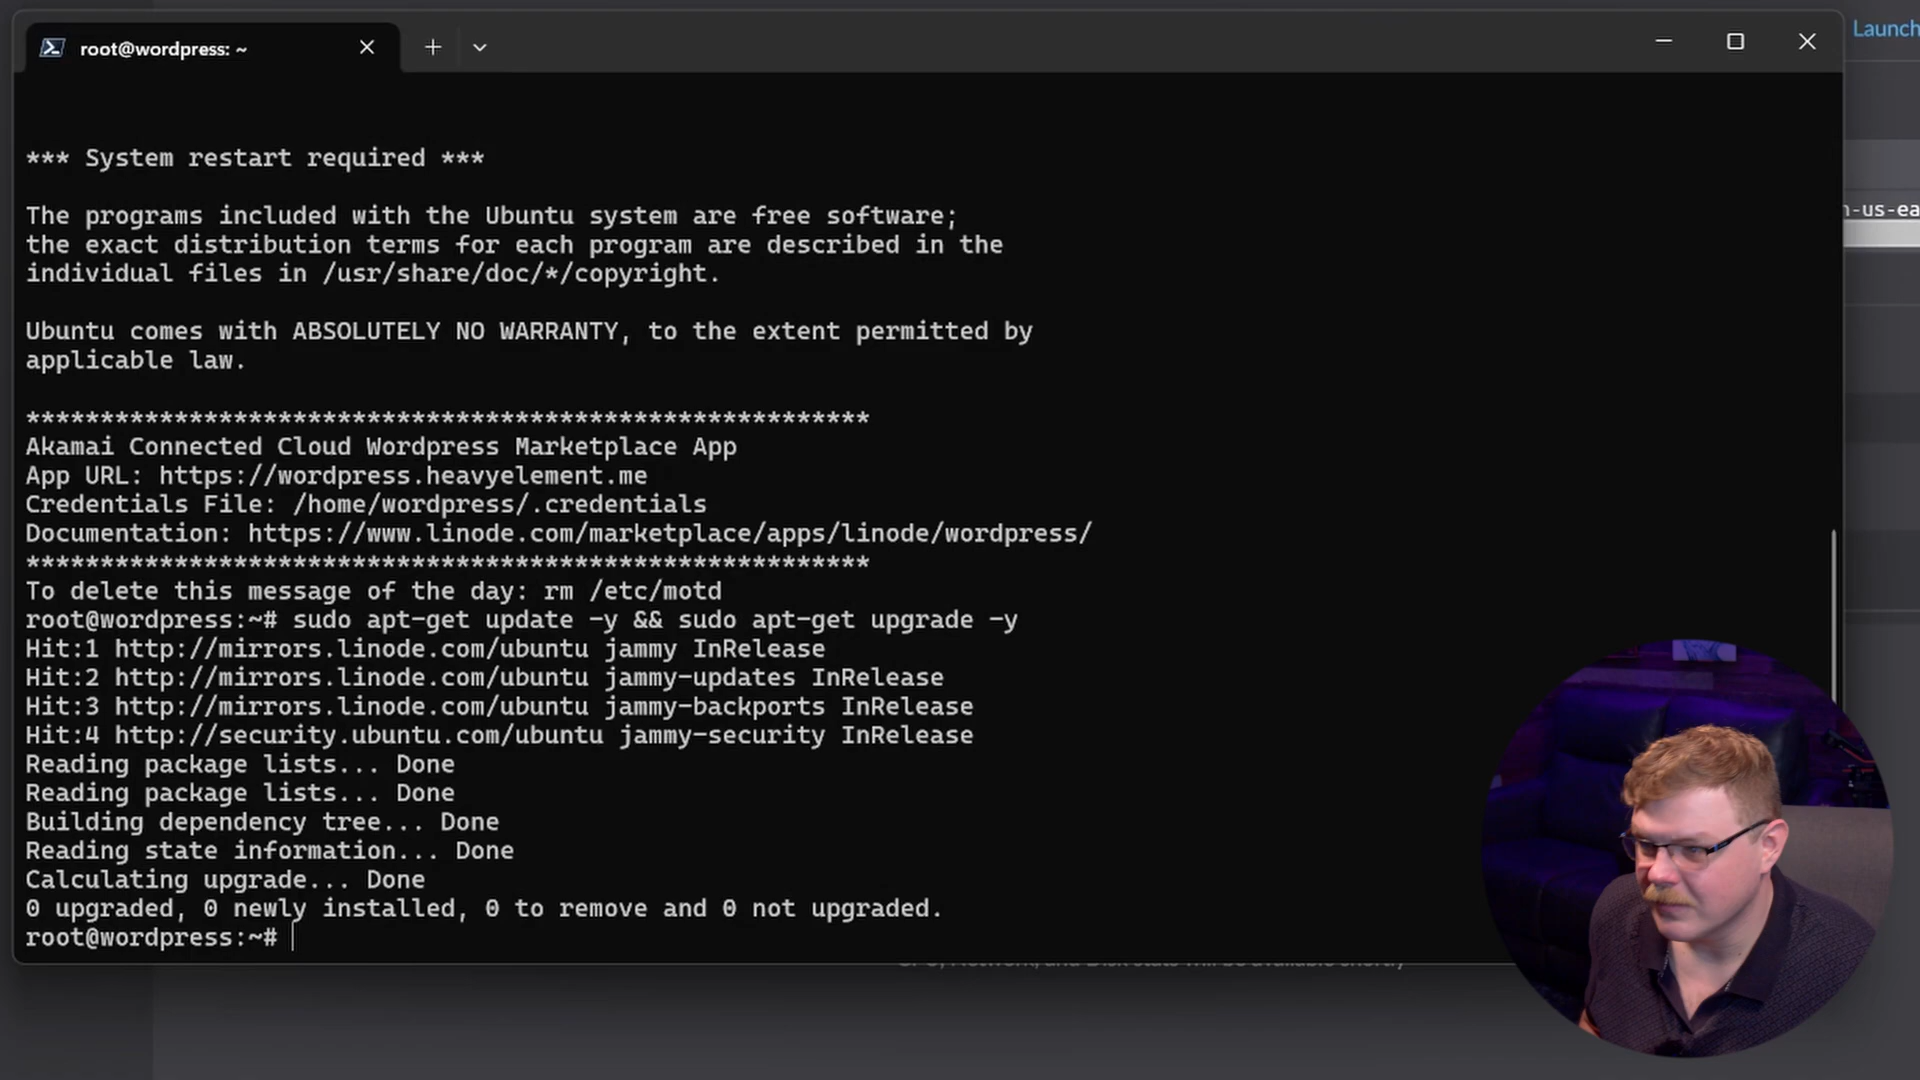 Launch
root@wordpress: ~
*** System restart required ***
n-us-ea
The programs included with the Ubuntu system are free software;
the exact distribution terms for each program are described in the
individual files in /usr/share/doc/*/copyright.
Ubuntu comes with ABSOLUTELY NO WARRANTY, to the extent permitted by
applicable law.
*********************************************************
Akamai Connected Cloud Wordpress Marketplace App
App URL: https://wordpress.heavyelement.me
Credentials File: /home/wordpress/.credentials
Documentation: https://www.linode.com/marketplace/apps/linode/wordpress/
*********************************************************
To delete this message of the day: rm /etc/motd
root@wordpress:~# sudo apt-get update -y && sudo apt-get upgrade -y
Hit:1 http://mirrors.linode.com/ubuntu jammy InRelease
Hit:2 http://mirrors.linode.com/ubuntu jammy-updates InRelease
Hit:3 http://mirrors.linode.com/ubuntu jammy-backports InRelease
Hit:4 http://security.ubuntu.com/ubuntu jammy-security InRelease
Reading package lists... Done
Reading package lists... Done
Building dependency tree... Done
Reading state information... Done
Calculating upgrade... Done
0 upgraded, 0 newly installed, 0 to remove and 0 not upgraded.
root@wordpress:~#